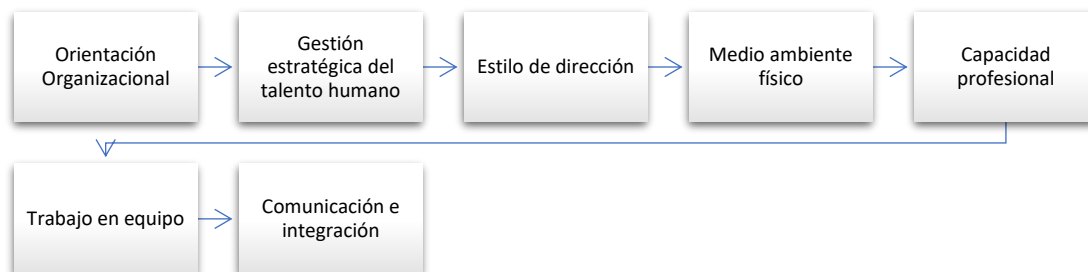 Orientación
Organizacional
Gestión
estratégica del
talento humano
Estilo de dirección
Medio ambiente
físico
Capacidad
profesional
Trabajo en equipo
Comunicación e
integración